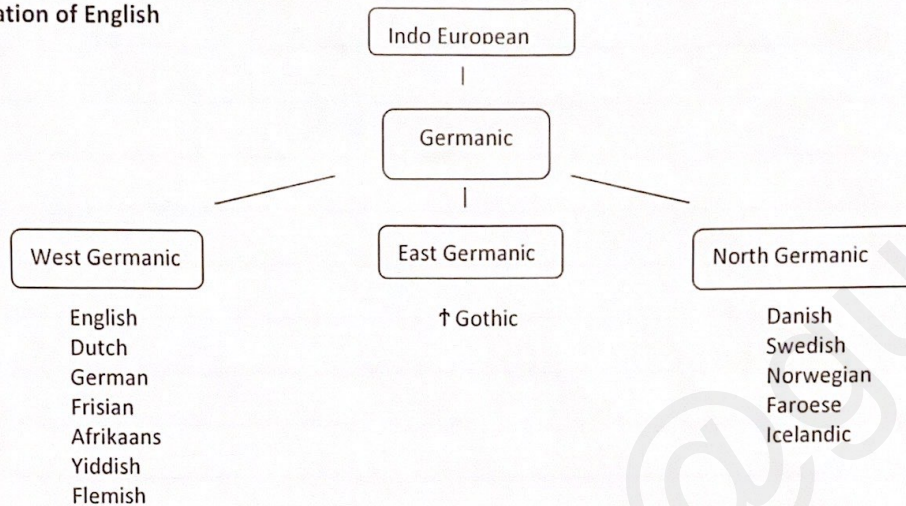 ation of English
Indo European
Germanic
West Germanic
East Germanic
North Germanic
English
Dutch
German
Frisian
Afrikaans
Yiddish
Flemish
† Gothic
Danish
Swedish
Norwegian
Faroese
Icelandic
@gu